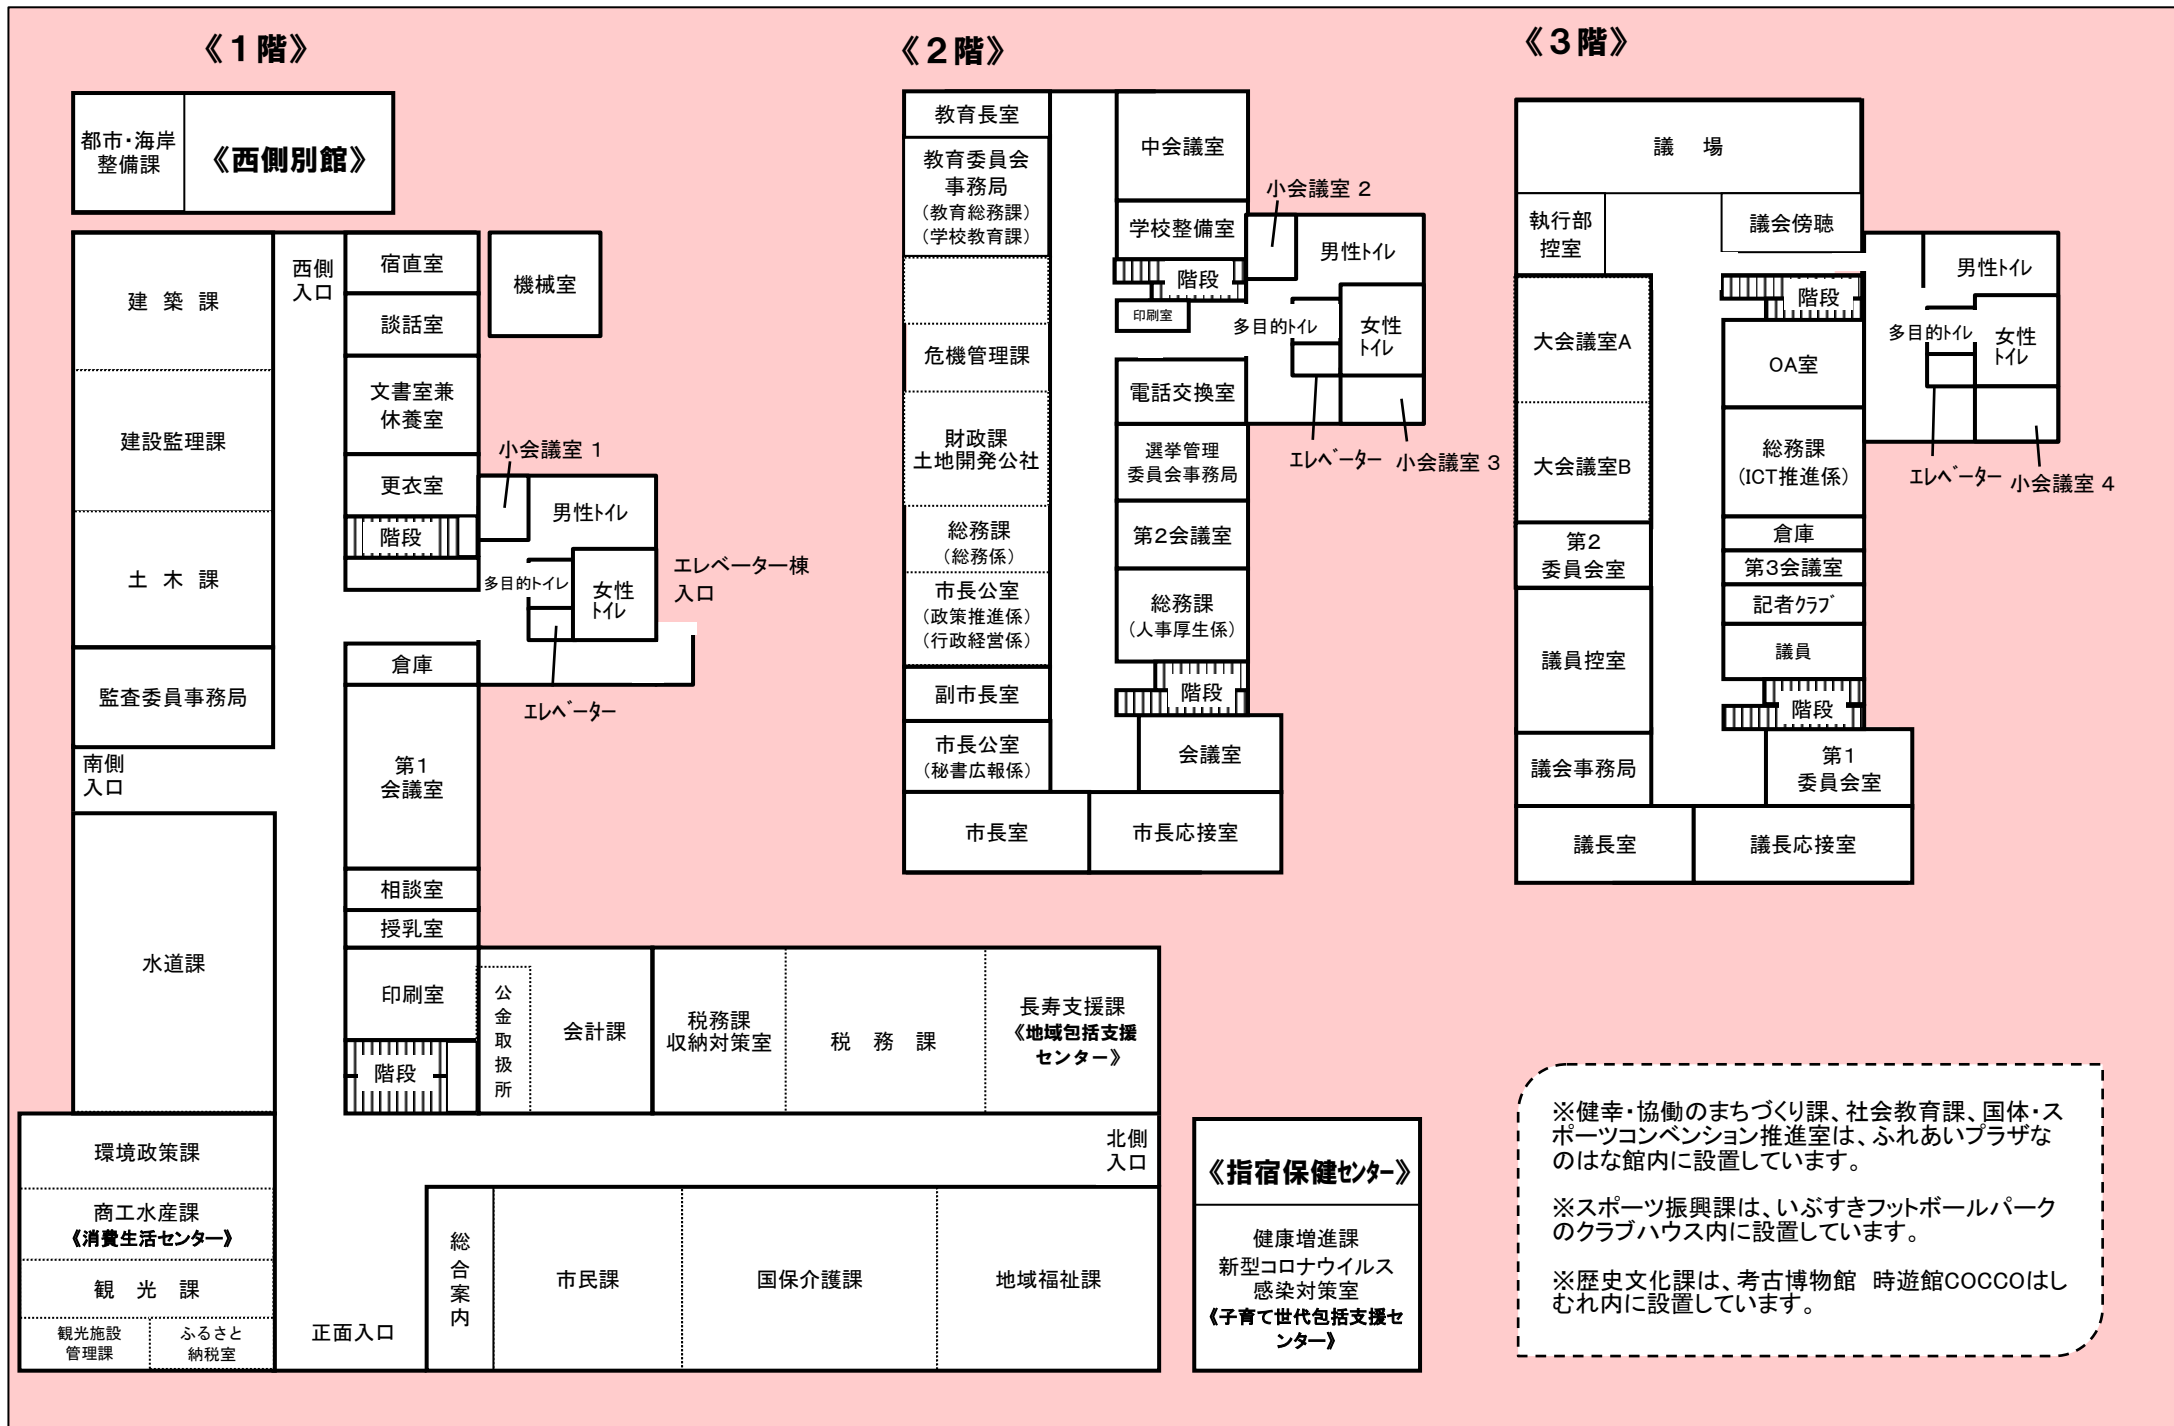 《１階》
都市・海岸
整備課
《西側別館》
建　築　課
建設監理課
土　木　課
監査委員事務局
南側
入口
水道課
環境政策課
商工水産課
《消費生活センター》
観　光　課
観光施設
管理課
ふるさと
納税室
西側
入口
宿直室
談話室
文書室兼
休養室
更衣室
階段
機械室
小会議室 1
男性トイレ
多目的トイレ
女性
トイレ
エレベーター棟
入口
エレベーター
倉庫
第1
会議室
相談室
授乳室
印刷室
階段
公
金
取
扱
所
会計課
税務課
収納対策室
税　務　課
長寿支援課
《地域包括支援
センター》
北側
入口
正面入口
総
合
案
内
市民課
国保介護課
地域福祉課
《指宿保健センター》
健康増進課
新型コロナウイルス
感染対策室
《子育て世代包括支援セ
ンター》
《２階》
教育長室
教育委員会
事務局
（教育総務課）
（学校教育課）
危機管理課
財政課
土地開発公社
総務課
（総務係）
市長公室
（政策推進係）
（行政経営係）
副市長室
市長公室
（秘書広報係）
市長室
市長応接室
中会議室
学校整備室
階段
印刷室
小会議室 2
男性トイレ
多目的トイレ
女性
トイレ
電話交換室
エレベーター
小会議室 3
選挙管理
委員会事務局
第2会議室
総務課
（人事厚生係）
階段
会議室
《３階》
議　場
執行部
控室
議会傍聴
階段
大会議室A
大会議室B
第2
委員会室
議員控室
議会事務局
議長室
議長応接室
OA室
総務課
（ICT推進係）
倉庫
第3会議室
記者クラブ
議員
階段
第1
委員会室
男性トイレ
多目的トイレ
女性
トイレ
エレベーター
小会議室 4
※健幸・協働のまちづくり課、社会教育課、国体・ス
ポーツコンベンション推進室は、ふれあいプラザな
のはな館内に設置しています。
※スポーツ振興課は、いぶすきフットボールパーク
のクラブハウス内に設置しています。
※歴史文化課は、考古博物館　時遊館COCCOはし
むれ内に設置しています。